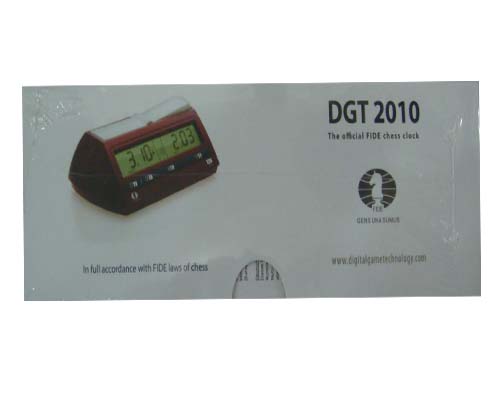 DGT 2010
The official FIDE chess clock
3.10 2.03
FIDE
GENS UNA SUMUS
In full accordance with FIDE laws of chess
www.digitalgametechnology.com